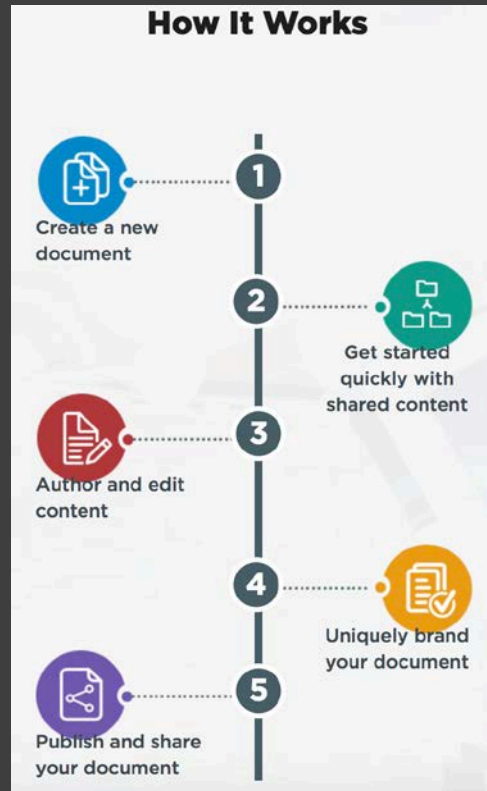 How It Works
1
Create a new
document
2
Get started
quickly with
shared content
3
Author and edit
content
4
Uniquely brand
your document
5
Publish and share
your document